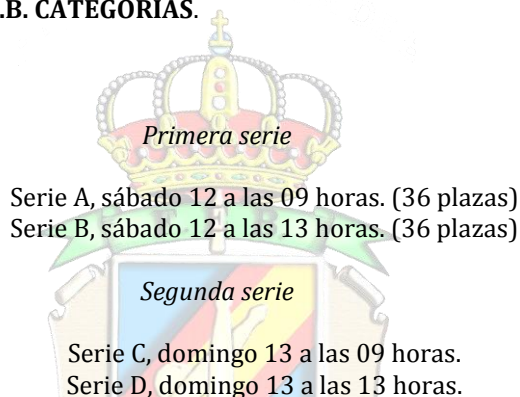 .B. CATEGORIAS.
Primera serie
Serie A, sábado 12 a las 09 horas. (36 plazas)
Serie B, sábado 12 a las 13 horas. (36 plazas)
Segunda serie
Serie C, domingo 13 a las 09 horas.
Serie D, domingo 13 a las 13 horas.